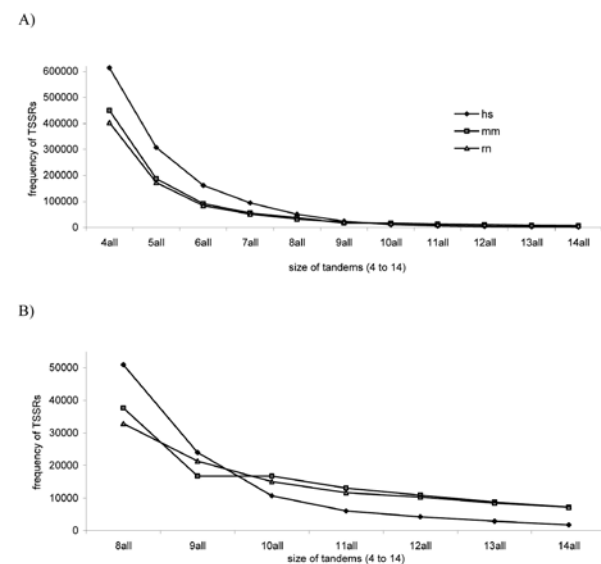 A)
frequency of TSSRs
600000
500000
400000
300000
200000
100000
0
hs
mm
rn
4all 5all 6all 7all 8all 9all 10all 11all 12all 13all 14all
size of tandems (4 to 14)
B)
frequency of TSSRs
50000
40000
30000
20000
10000
0
8all 9all 10all 11all 12all 13all 14all
size of tandems (4 to 14)